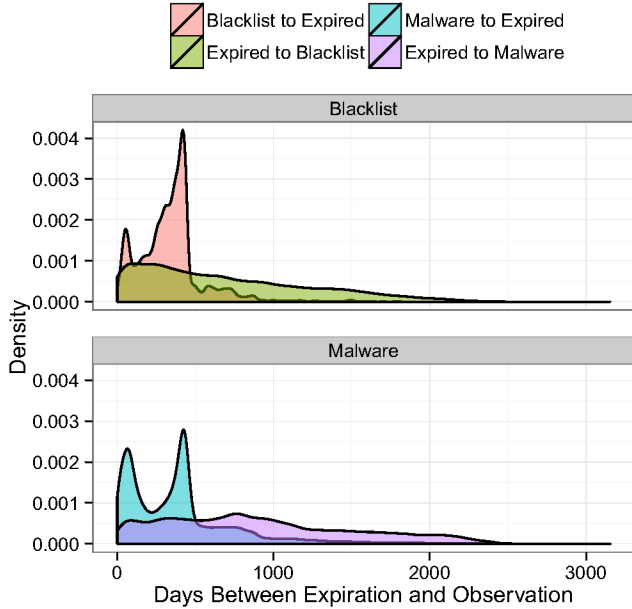 Blacklist to Expired
Malware to Expired
Expired to Blacklist
Expired to Malware
Blacklist
0.004
0.003
0.002
0.001
0.000
Density
Malware
0.004
0.003
0.002
0.001
0.000
0
1000
2000
3000
Days Between Expiration and Observation